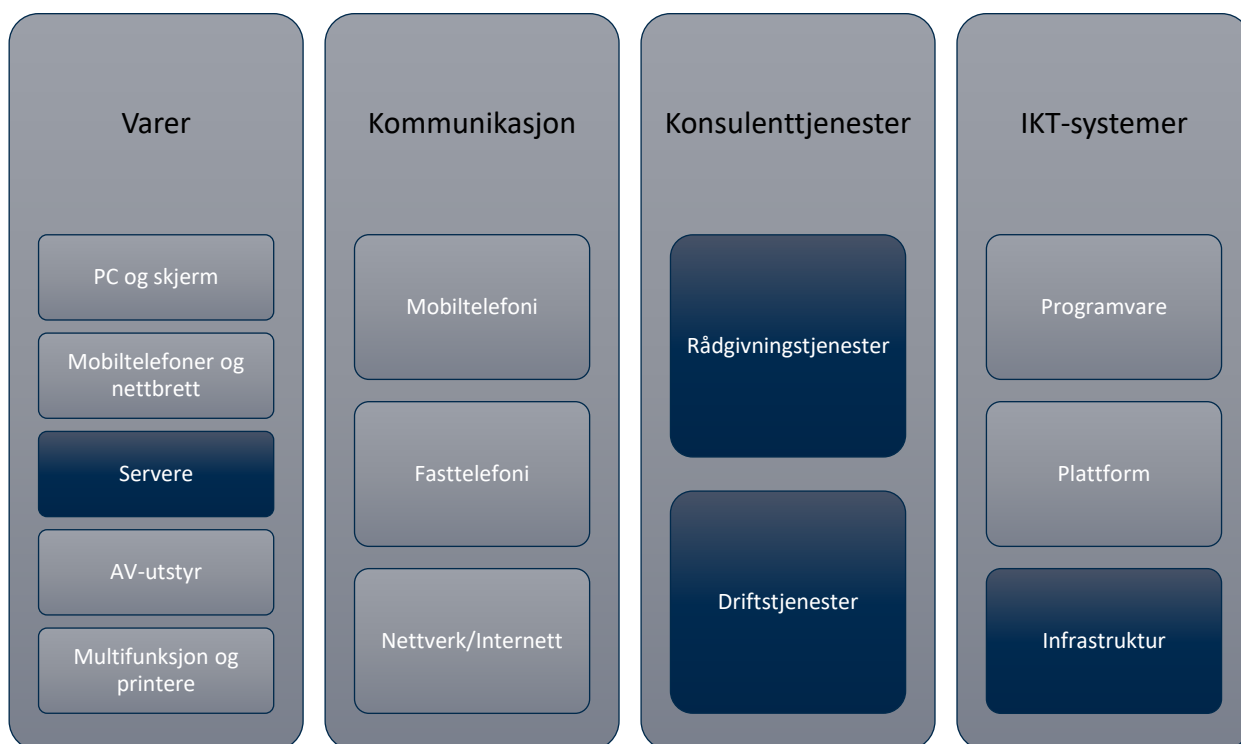 Varer
PC og skjerm
Mobiltelefoner og
nettbrett
Servere
AV-utstyr
Multifunksjon og
printere
Kommunikasjon
Mobiltelefoni
Fasttelefoni
Nettverk/Internett
Konsulenttjenester
Rådgivningstjenester
Driftstjenester
IKT-systemer
Programvare
Plattform
Infrastruktur